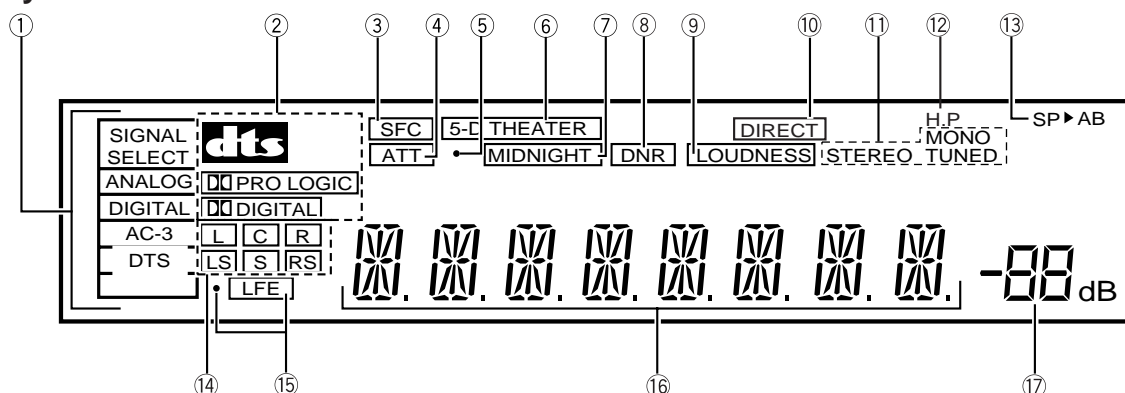 ① ② ③ ④ ⑤ ⑥ ⑦ ⑧ ⑨ ⑩ ⑪ ⑫ ⑬
SIGNAL SELECT
dts
SFC 5-D THEATER DIRECT H.P SP▶AB
ATT MIDNIGHT DNR LOUDNESS STEREO MONO TUNED
ANALOG PRO LOGIC
DIGITAL DIGITAL
AC-3 L C R
DTS LS S RS
LFE
-88 dB
⑭ ⑮ ⑯ ⑰